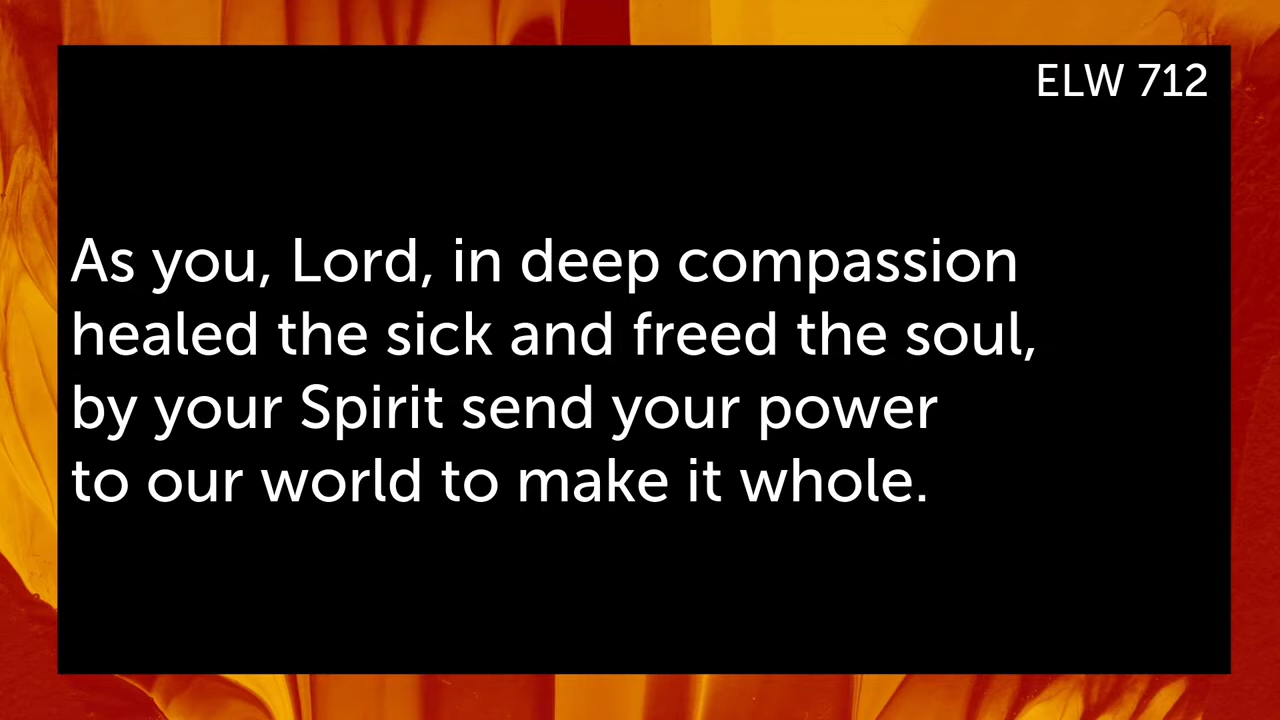 ELW 712
As you, Lord, in deep compassion
healed the sick and freed the soul,
by your Spirit send your power
to our world to make it whole.